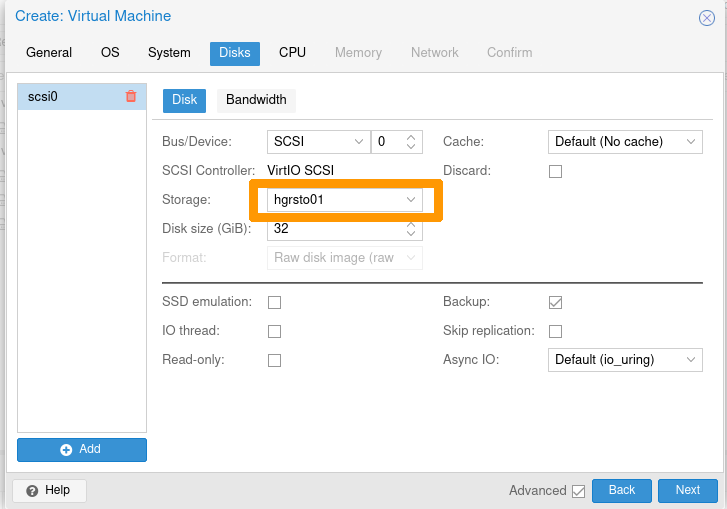 Create: Virtual Machine
General OS System Disks CPU Memory Network Confirm
scsi0
Disk Bandwidth
Bus/Device: SCSI 0 Cache: Default (No cache)
SCSI Controller: VirtIO SCSI Discard:
Storage: hgrsto01
Disk size (GiB): 32
Format: Raw disk image (raw
SSD emulation: Backup:
IO thread: Skip replication:
Read-only: Async IO: Default (io_uring)
Add
Help Advanced Back Next